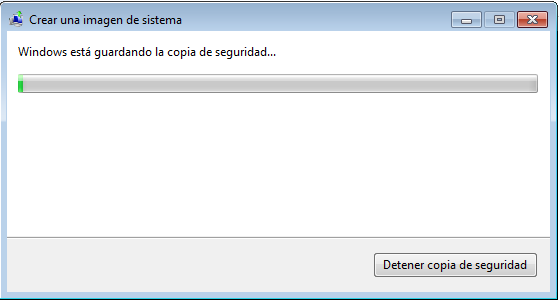 Crear una imagen de sistema
Windows está guardando la copia de seguridad...
Detener copia de seguridad